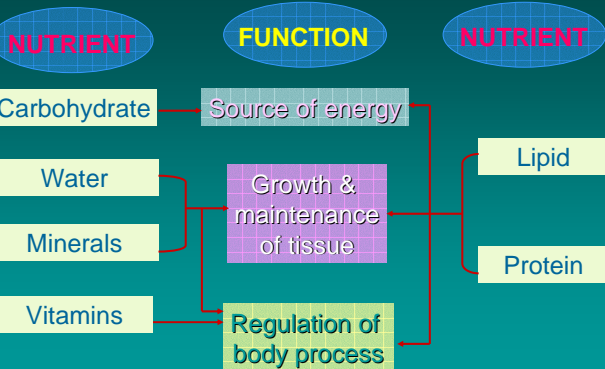 NUTRIENT
FUNCTION
NUTRIENT
Carbohydrate
Source of energy
Water
Minerals
Growth &
maintenance
of tissue
Lipid
Protein
Vitamins
Regulation of
body process